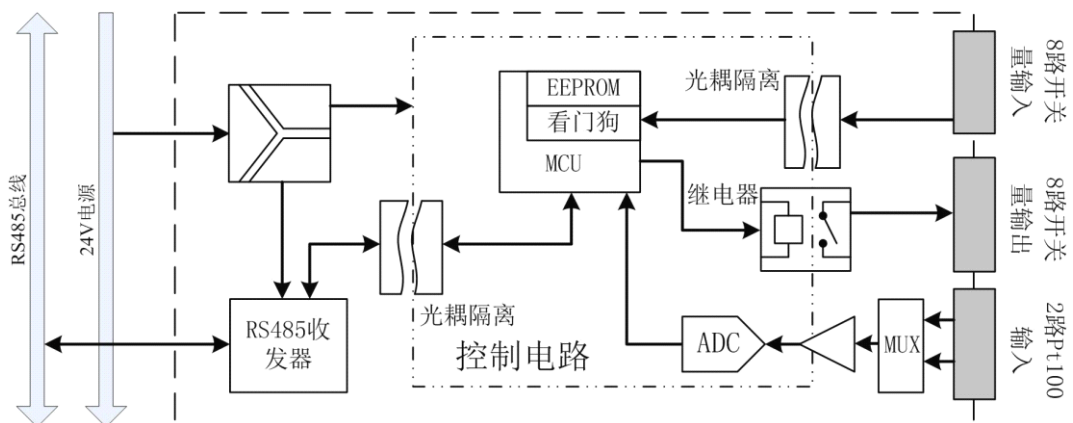 RS485总线
24V电源
RS485收
发器
光耦隔离
控制电路
EEPROM
看门狗
MCU
光耦隔离
继电器
ADC
MUX
8路开关
量输入
8路开关
量输出
2路Pt100
输入